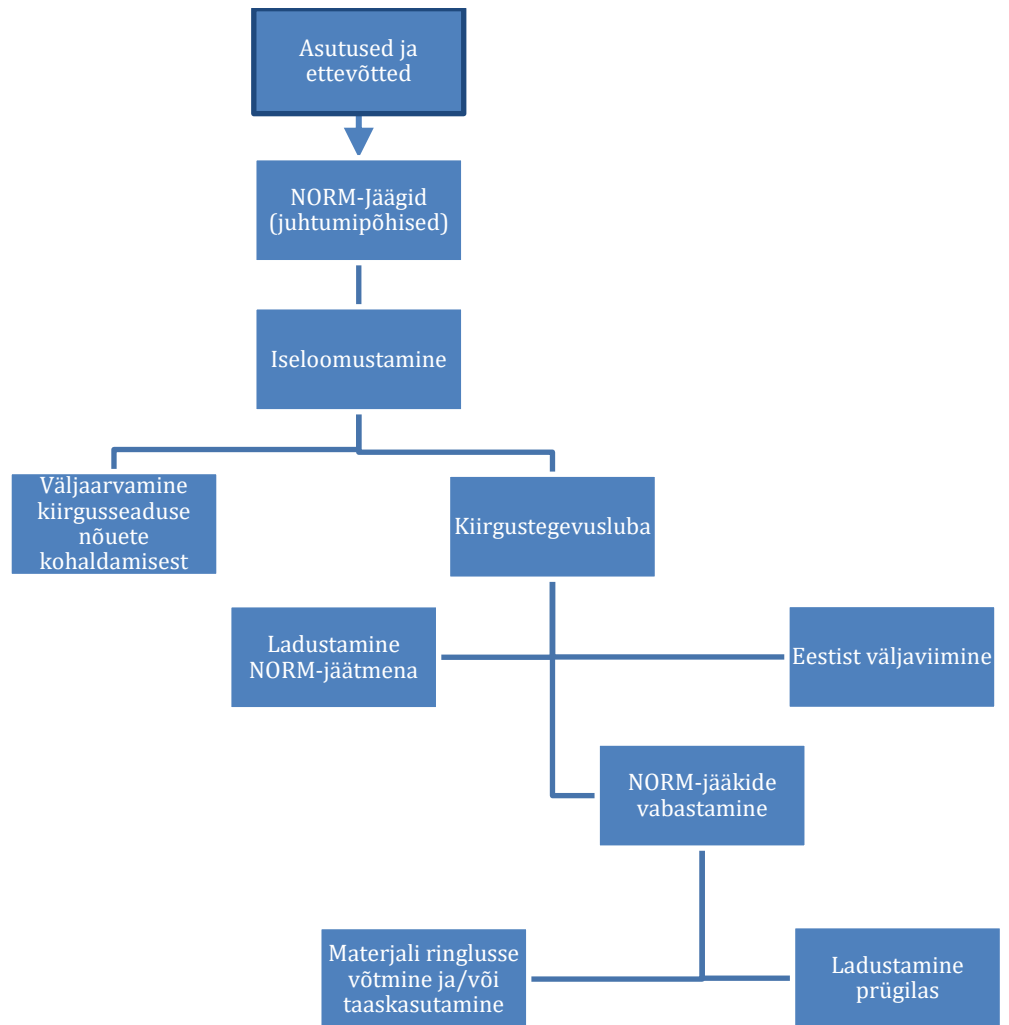 Asutused ja
ettevõtted
NORM-Jäägid
(juhtumipõhised)
Iseloomustamine
Väljaarvamine
kiirgusseaduse
nõuete
kohaldamisest
Kiirgustegevusluba
Ladustamine
NORM-jäätmena
Eestist väljaviimine
NORM-jääkide
vabastamine
Materjali ringlusse
võtmine ja/või
taaskasutamine
Ladustamine
prügilas